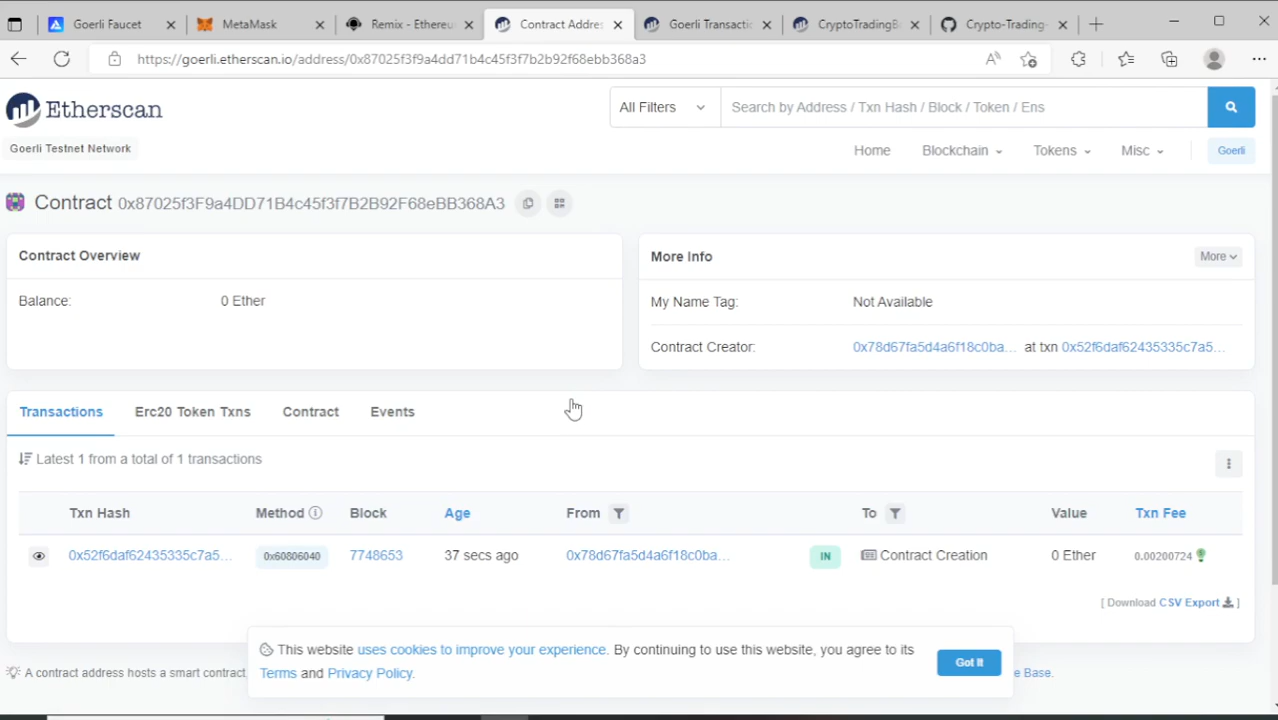 Goerli Faucet
MetaMask
Remix - Ethereu
Contract Addre
Goerli Transacti
CryptoTradingB
Crypto-Trading-
https://goerli.etherscan.io/address/0x87025f3f9a4dd71b4c45f3f7b2b92f68ebb368a3
Etherscan
All Filters
Search by Address / Txn Hash / Block / Token / Ens
Goerli Testnet Network
Home Blockchain Tokens Misc Goerli
Contract 0x87025f3F9a4DD71B4c45f3f7B2B92F68eBB368A3
Contract Overview
Balance: 0 Ether
More Info
More
My Name Tag: Not Available
Contract Creator: 0x78d67fa5d4a6f18c0ba... at txn 0x52f6daf62435335c7a5...
Transactions Erc20 Token Txns Contract Events
Latest 1 from a total of 1 transactions
Txn Hash Method Block Age From To Value Txn Fee
0x52f6daf62435335c7a5... 0x60806040 7748653 37 secs ago 0x78d67fa5d4a6f18c0ba... IN Contract Creation 0 Ether 0.00200724
[ Download CSV Export ]
This website uses cookies to improve your experience. By continuing to use this website, you agree to its
Terms and Privacy Policy.
Got It
A contract address hosts a smart contract
e Base.